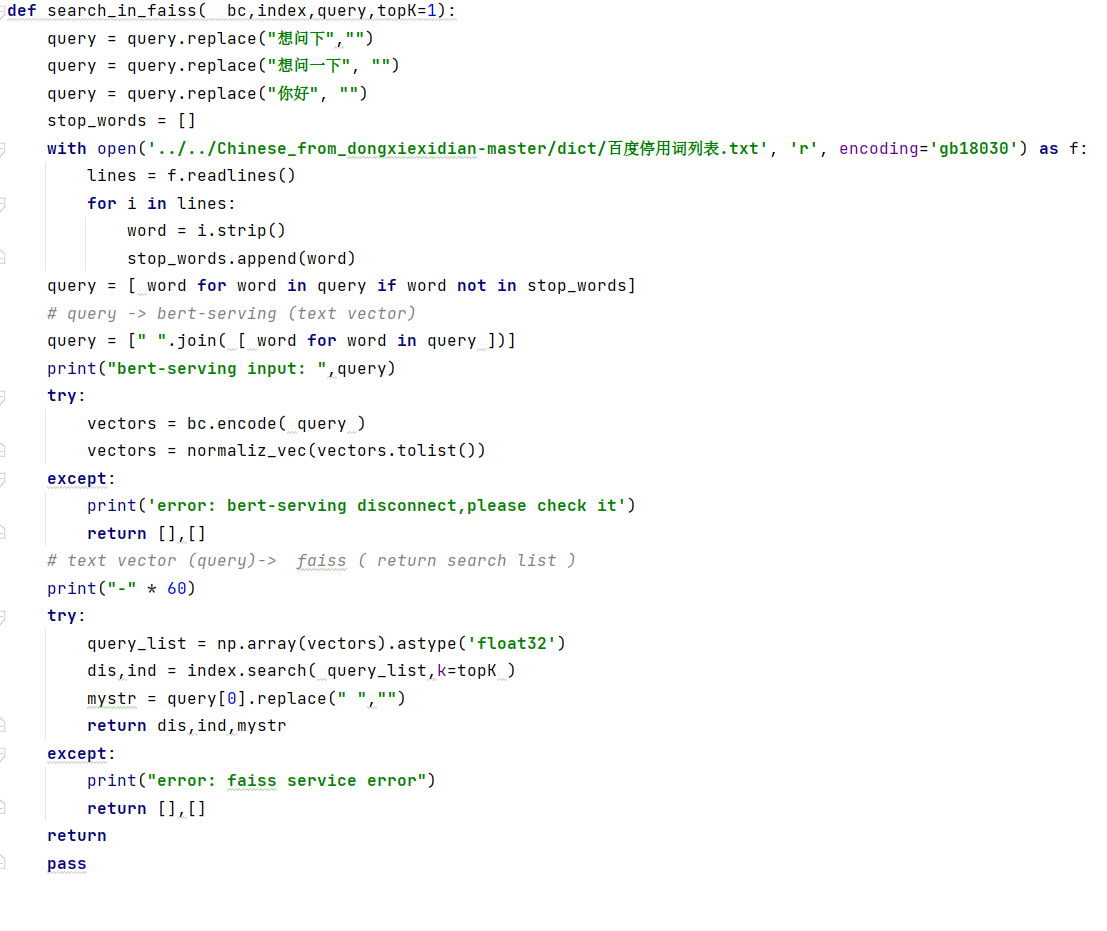 def search_in_faiss(  bc,index,query,topK=1):
    query = query.replace("想问下","")
    query = query.replace("想问一下", "")
    query = query.replace("你好", "")
    stop_words = []
    with open('../../Chinese_from_dongxiexidian-master/dict/百度停用词列表.txt', 'r', encoding='gb18030') as f:
        lines = f.readlines()
        for i in lines:
            word = i.strip()
            stop_words.append(word)
    query = [ word for word in query if word not in stop_words]
    # query -> bert-serving (text vector)
    query = [" ".join( [ word for word in query ])]
    print("bert-serving input: ",query)
    try:
        vectors = bc.encode( query )
        vectors = normaliz_vec(vectors.tolist())
    except:
        print('error: bert-serving disconnect,please check it')
        return [],[]
    # text vector (query)->  faiss ( return search list )
    print("-" * 60)
    try:
        query_list = np.array(vectors).astype('float32')
        dis,ind = index.search( query_list,k=topK )
        mystr = query[0].replace(" ","")
        return dis,ind,mystr
    except:
        print("error: faiss service error")
        return [],[]
    return
    pass